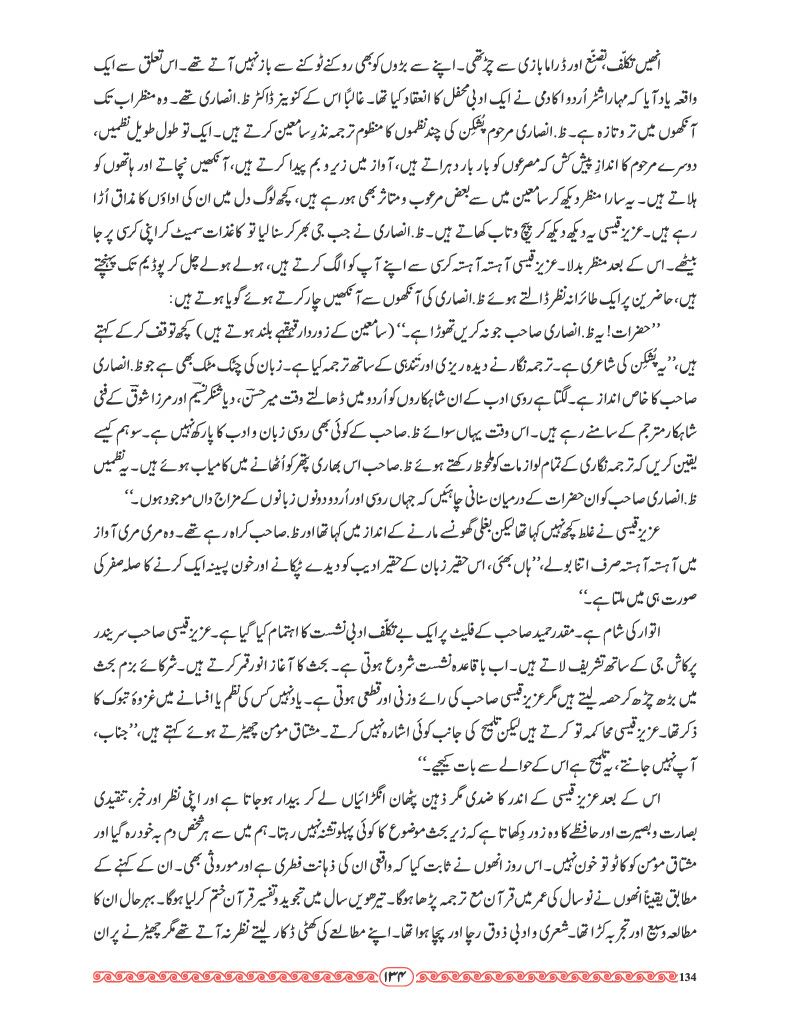 انھیں تکلّف، تصنّع اور ڈراما بازی سے چڑ تھی۔ اپنے سے بڑوں کو بھی روکنے ٹوکنے سے باز نہیں آتے تھے۔ اس تعلق سے ایک
واقعہ یاد آیا کہ مہاراشٹر اُردو اکادمی نے ایک ادبی محفل کا انعقاد کیا تھا۔ غالباً اس کے کنوینر ڈاکٹر ظ۔ انصاری تھے۔ وہ منظر اب تک
آنکھوں میں تر و تازہ ہے۔ ظ۔ انصاری مرحوم پُشکِن کی چند نظموں کا منظوم ترجمہ نذرِ سامعین کرتے ہیں۔ ایک تو طول طویل نظمیں،
دوسرے مرحوم کا اندازِ پیش کش کہ مصرعوں کو بار بار دہراتے ہیں، آواز میں زیر و بم پیدا کرتے ہیں، آنکھیں نچاتے اور ہاتھوں کو
ہلاتے ہیں۔ یہ سارا منظر دیکھ کر سامعین میں سے بعض مرعوب و متاثر بھی ہو رہے ہیں، کچھ لوگ دل میں ان کی اداؤں کا مذاق اُڑا
رہے ہیں۔ عزیز قیسی یہ دیکھ دیکھ کر پیچ و تاب کھاتے ہیں۔ ظ۔ انصاری نے جب جی بھر کر سنا لیا تو کاغذات سمیٹ کر اپنی کرسی پر جا
بیٹھے۔ اس کے بعد منظر بدلا۔ عزیز قیسی آہستہ آہستہ کرسی سے اپنے آپ کو الگ کرتے ہیں، ہولے ہولے چل کر پوڈیم تک پہنچتے
ہیں، حاضرین پر ایک طائرانہ نظر ڈالتے ہوئے ظ۔ انصاری کی آنکھوں سے آنکھیں چار کرتے ہوئے گویا ہوتے ہیں:
’’حضرات! یہ ظ۔ انصاری صاحب جو نہ کریں تھوڑا ہے۔‘‘ (سامعین کے زوردار قہقہے بلند ہوتے ہیں) کچھ توقف کر کے کہتے
ہیں، ’’یہ پُشکِن کی شاعری ہے۔ ترجمہ نگار نے دیدہ ریزی اور تندہی کے ساتھ ترجمہ کیا ہے۔ زبان کی چٹک مٹک بھی ہے جو ظ۔ انصاری
صاحب کا خاص انداز ہے۔ لگتا ہے روسی ادب کے ان شاہکاروں کو اُردو میں ڈھالتے وقت میر حسنؔ، دیا شنکر نسیمؔ اور مرزا شوقؔ کے فنی
شاہکار مترجم کے سامنے رہے ہیں۔ اس وقت یہاں سوائے ظ۔ صاحب کے کوئی بھی روسی زبان و ادب کا پارکھ نہیں ہے۔ سو ہم کیسے
یقین کریں کہ ترجمہ نگاری کے تمام لوازمات کو ملحوظ رکھتے ہوئے ظ۔ صاحب اس بھاری پتھر کو اُٹھانے میں کامیاب ہوئے ہیں۔ یہ نظمیں
ظ۔ انصاری صاحب کو ان حضرات کے درمیان سنانی چاہئیں کہ جہاں روسی اور اُردو دونوں زبانوں کے مزاج داں موجود ہوں۔‘‘
عزیز قیسی نے غلط کچھ نہیں کہا تھا لیکن بغلی گھونسے مارنے کے انداز میں کہا تھا اور ظ۔ صاحب کراہ رہے تھے۔ وہ مری مری آواز
میں آہستہ آہستہ صرف اتنا بولے، ’’ہاں بھئی، اس حقیر زبان کے حقیر ادیب کو دیدے ٹپکانے اور خون پسینہ ایک کرنے کا صلہ صفر کی
صورت ہی میں ملتا ہے۔‘‘
اتوار کی شام ہے۔ مقدر حمید صاحب کے فلیٹ پر ایک بے تکلّف ادبی نشست کا اہتمام کیا گیا ہے۔ عزیز قیسی صاحب سریندر
پرکاش جی کے ساتھ تشریف لاتے ہیں۔ اب باقاعدہ نشست شروع ہوتی ہے۔ بحث کا آغاز انور قمر کرتے ہیں۔ شرکائے بزم بحث
میں بڑھ چڑھ کر حصہ لیتے ہیں مگر عزیز قیسی صاحب کی رائے وزنی اور قطعی ہوتی ہے۔ یاد نہیں کس کی نظم یا افسانے میں غزوۂ تبوک کا
ذکر تھا۔ عزیز قیسی محاکمہ تو کرتے ہیں لیکن تلمیح کی جانب کوئی اشارہ نہیں کرتے۔ مشتاق مومن چھیڑتے ہوئے کہتے ہیں، ’’جناب،
آپ نہیں جانتے، یہ تلمیح ہے اس کے حوالے سے بات کیجیے۔‘‘
اس کے بعد عزیز قیسی کے اندر کا ضدی مگر ذہین پٹھان انگڑائیاں لے کر بیدار ہو جاتا ہے اور اپنی نظر اور خبر، تنقیدی
بصارت و بصیرت اور حافظے کا وہ زور دِکھاتا ہے کہ زیرِ بحث موضوع کا کوئی پہلو تشنہ نہیں رہتا۔ ہم میں سے ہر شخص دم بہ خود رہ گیا اور
مشتاق مومن کو کاٹو تو خون نہیں۔ اس روز انھوں نے ثابت کیا کہ واقعی ان کی ذہانت فطری ہے اور موروثی بھی۔ ان کے کہنے کے
مطابق یقیناً انھوں نے نو سال کی عمر میں قرآن مع ترجمہ پڑھا ہوگا۔ تیرھویں سال میں تجوید و تفسیرِ قرآن ختم کر لیا ہوگا۔ بہرحال ان کا
مطالعہ وسیع اور تجربہ کڑا تھا۔ شعری و ادبی ذوق رچا اور پچا ہوا تھا۔ اپنے مطالعے کی کھٹی ڈکار لیتے نظر نہ آتے تھے مگر چھیڑنے پر ان
۱۳۴
134